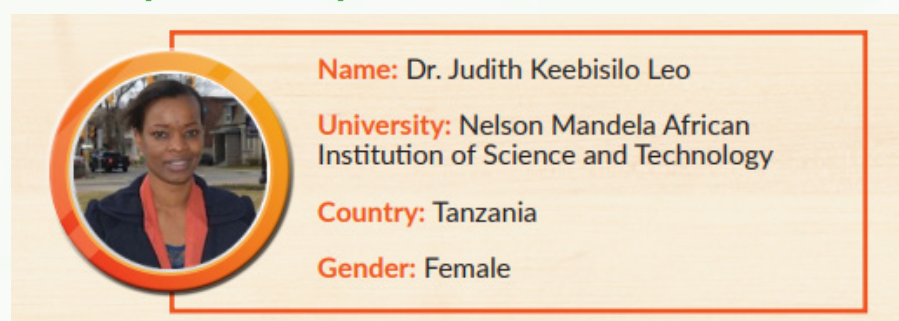 Name: Dr. Judith Keebisilo Leo
University: Nelson Mandela African
Institution of Science and Technology
Country: Tanzania
Gender: Female